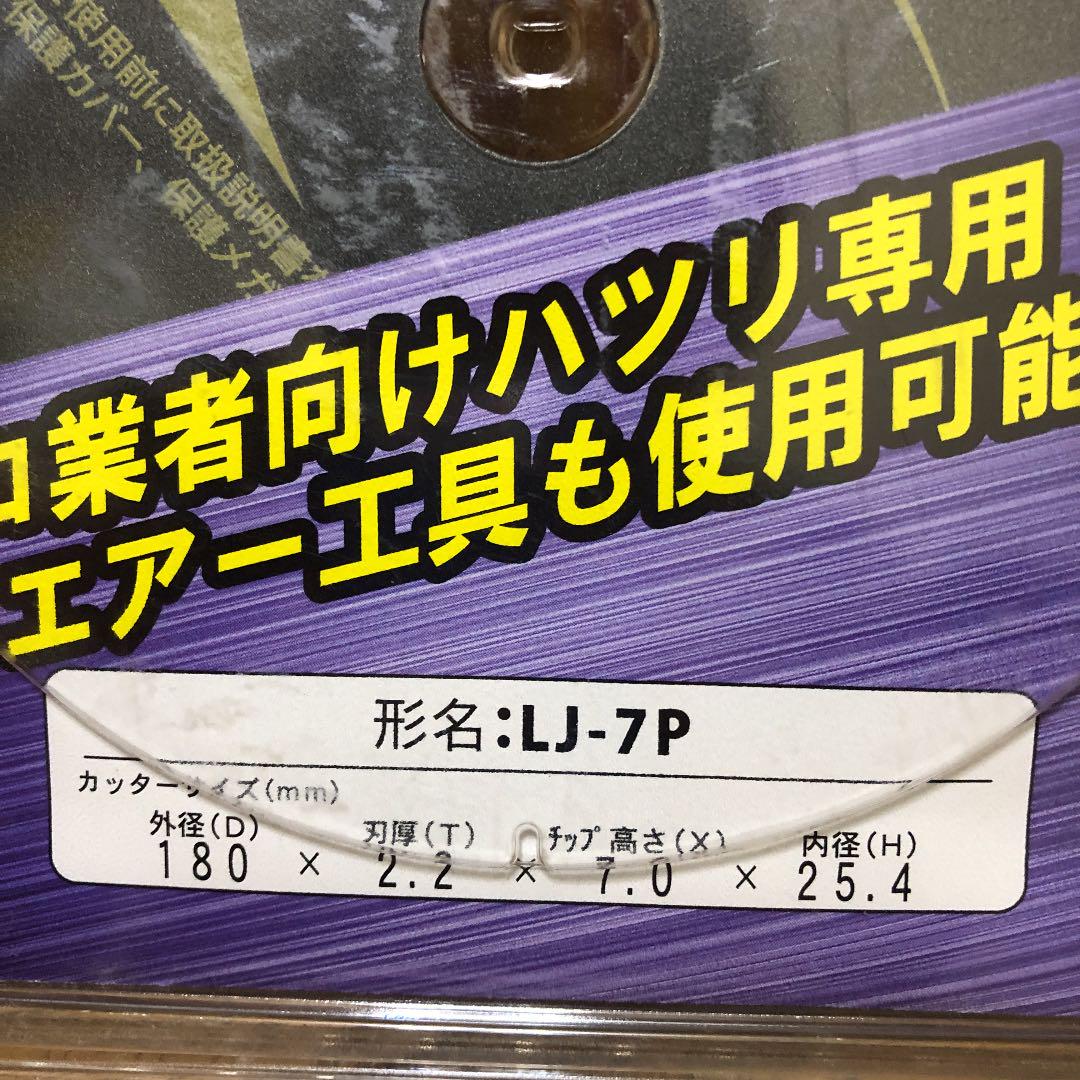 使用前に取扱説明書
保護カバー、保護メガ
業者向けハツリ専用
エアー工具も使用可能
形名:LJ-7P
カッターサイズ(mm)
外径(D) 刃厚(T) チップ高さ(X) 内径(H)
180 × 2.2 × 7.0 × 25.4